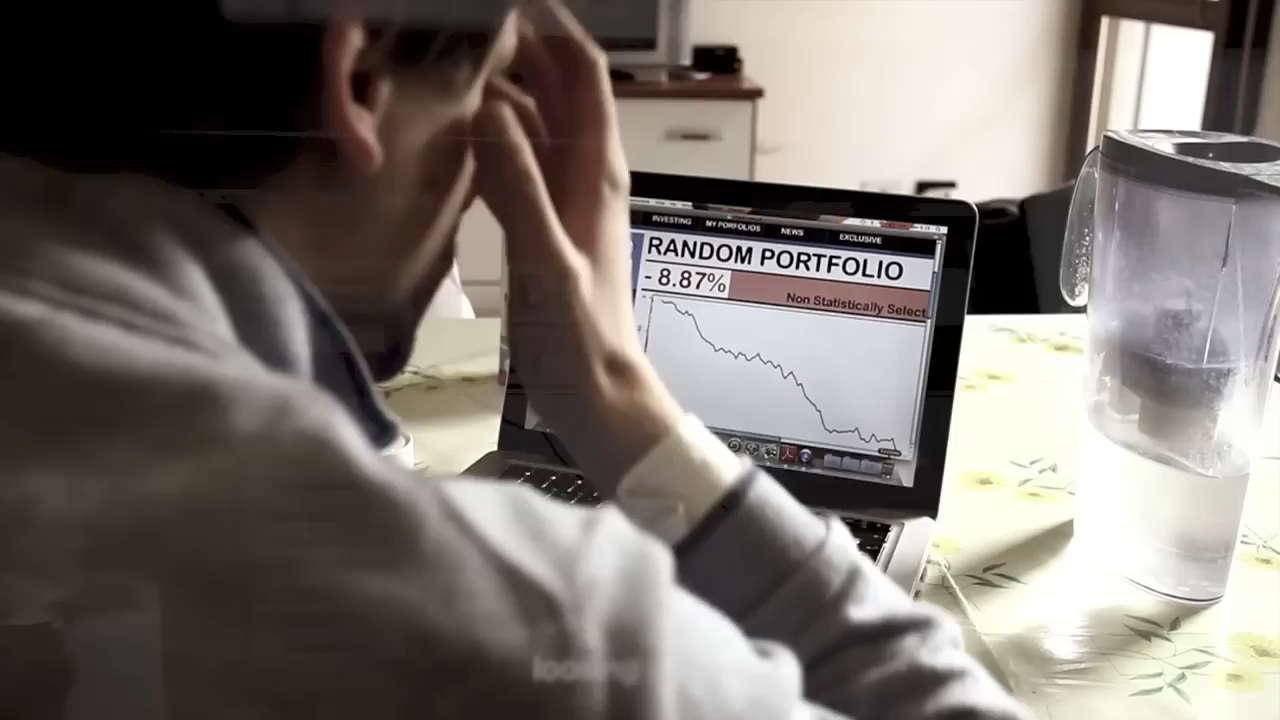 INVESTING MY PORFOLIOS NEWS EXCLUSIVE
RANDOM PORTFOLIO
- 8.87%
Non Statistically Select